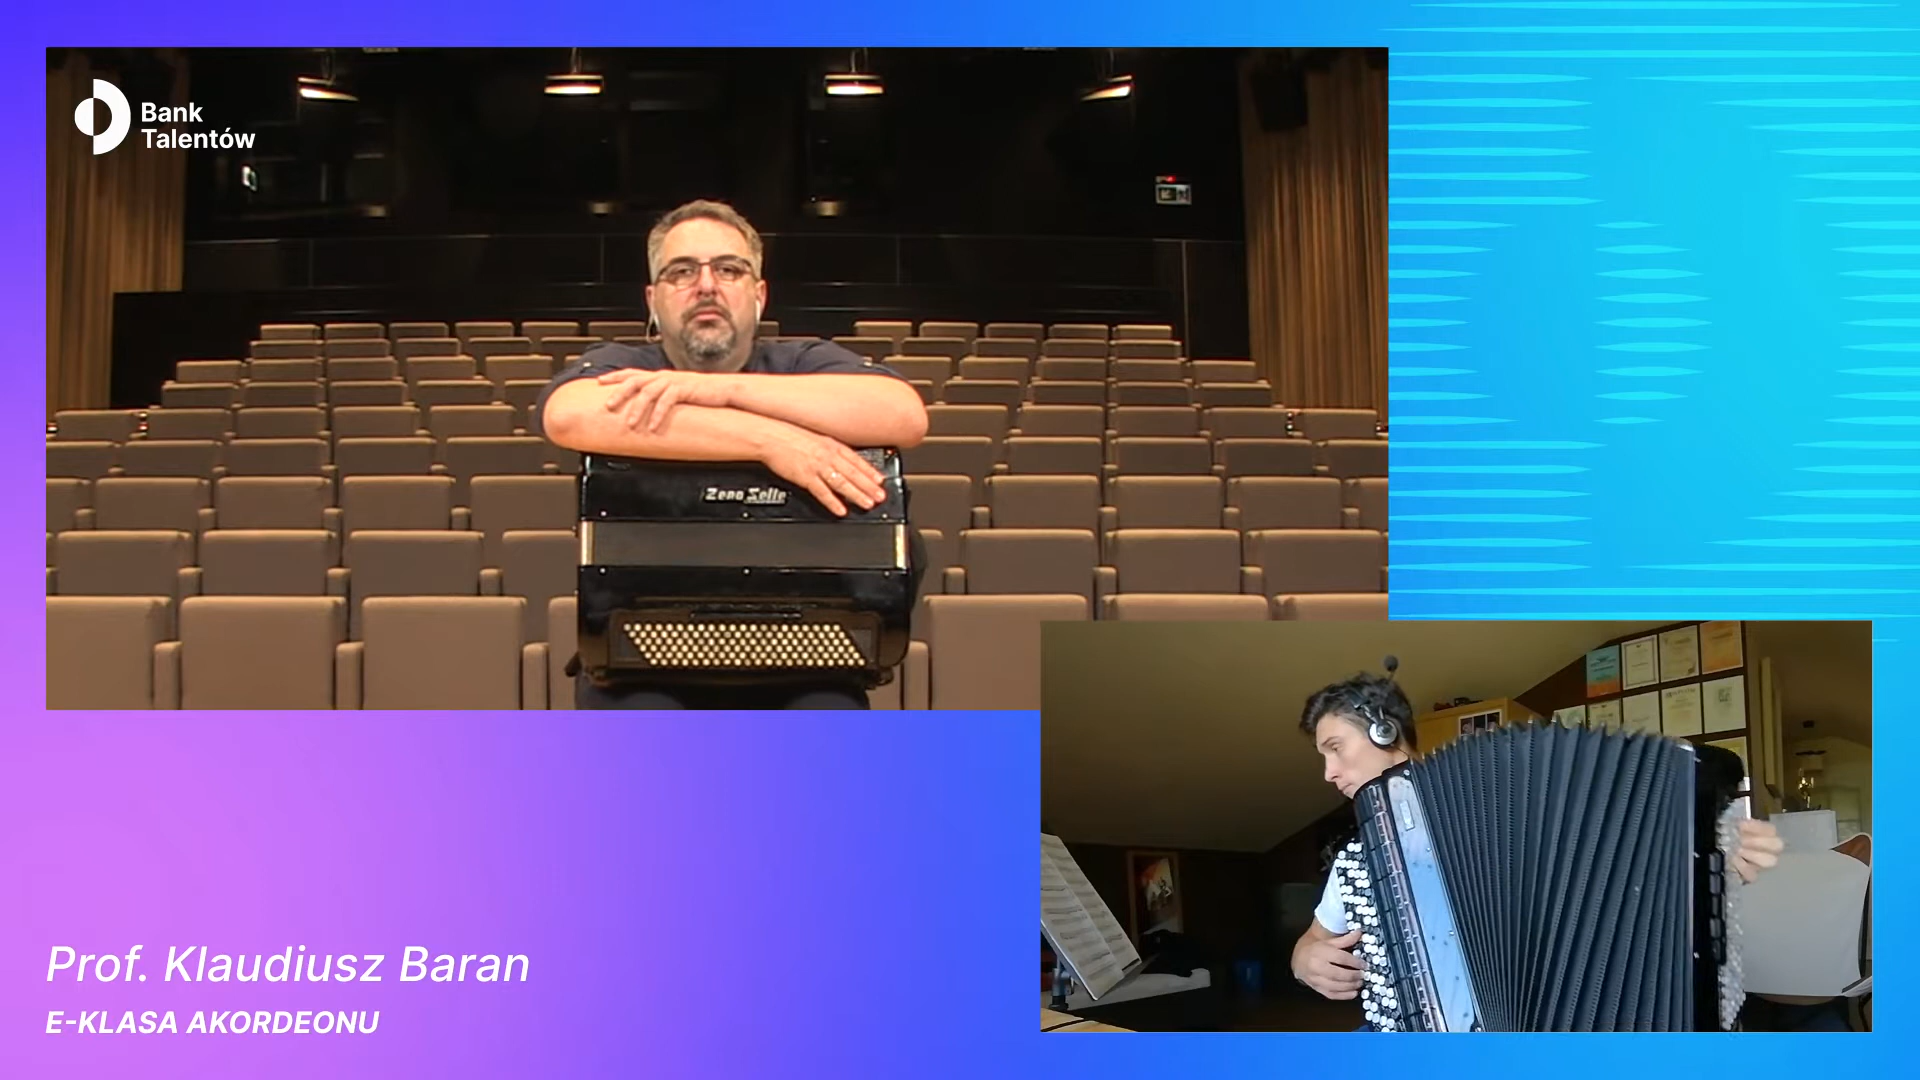 Bank
Talentów
Zero Sette
Prof. Klaudiusz Baran
E-KLASA AKORDEONU